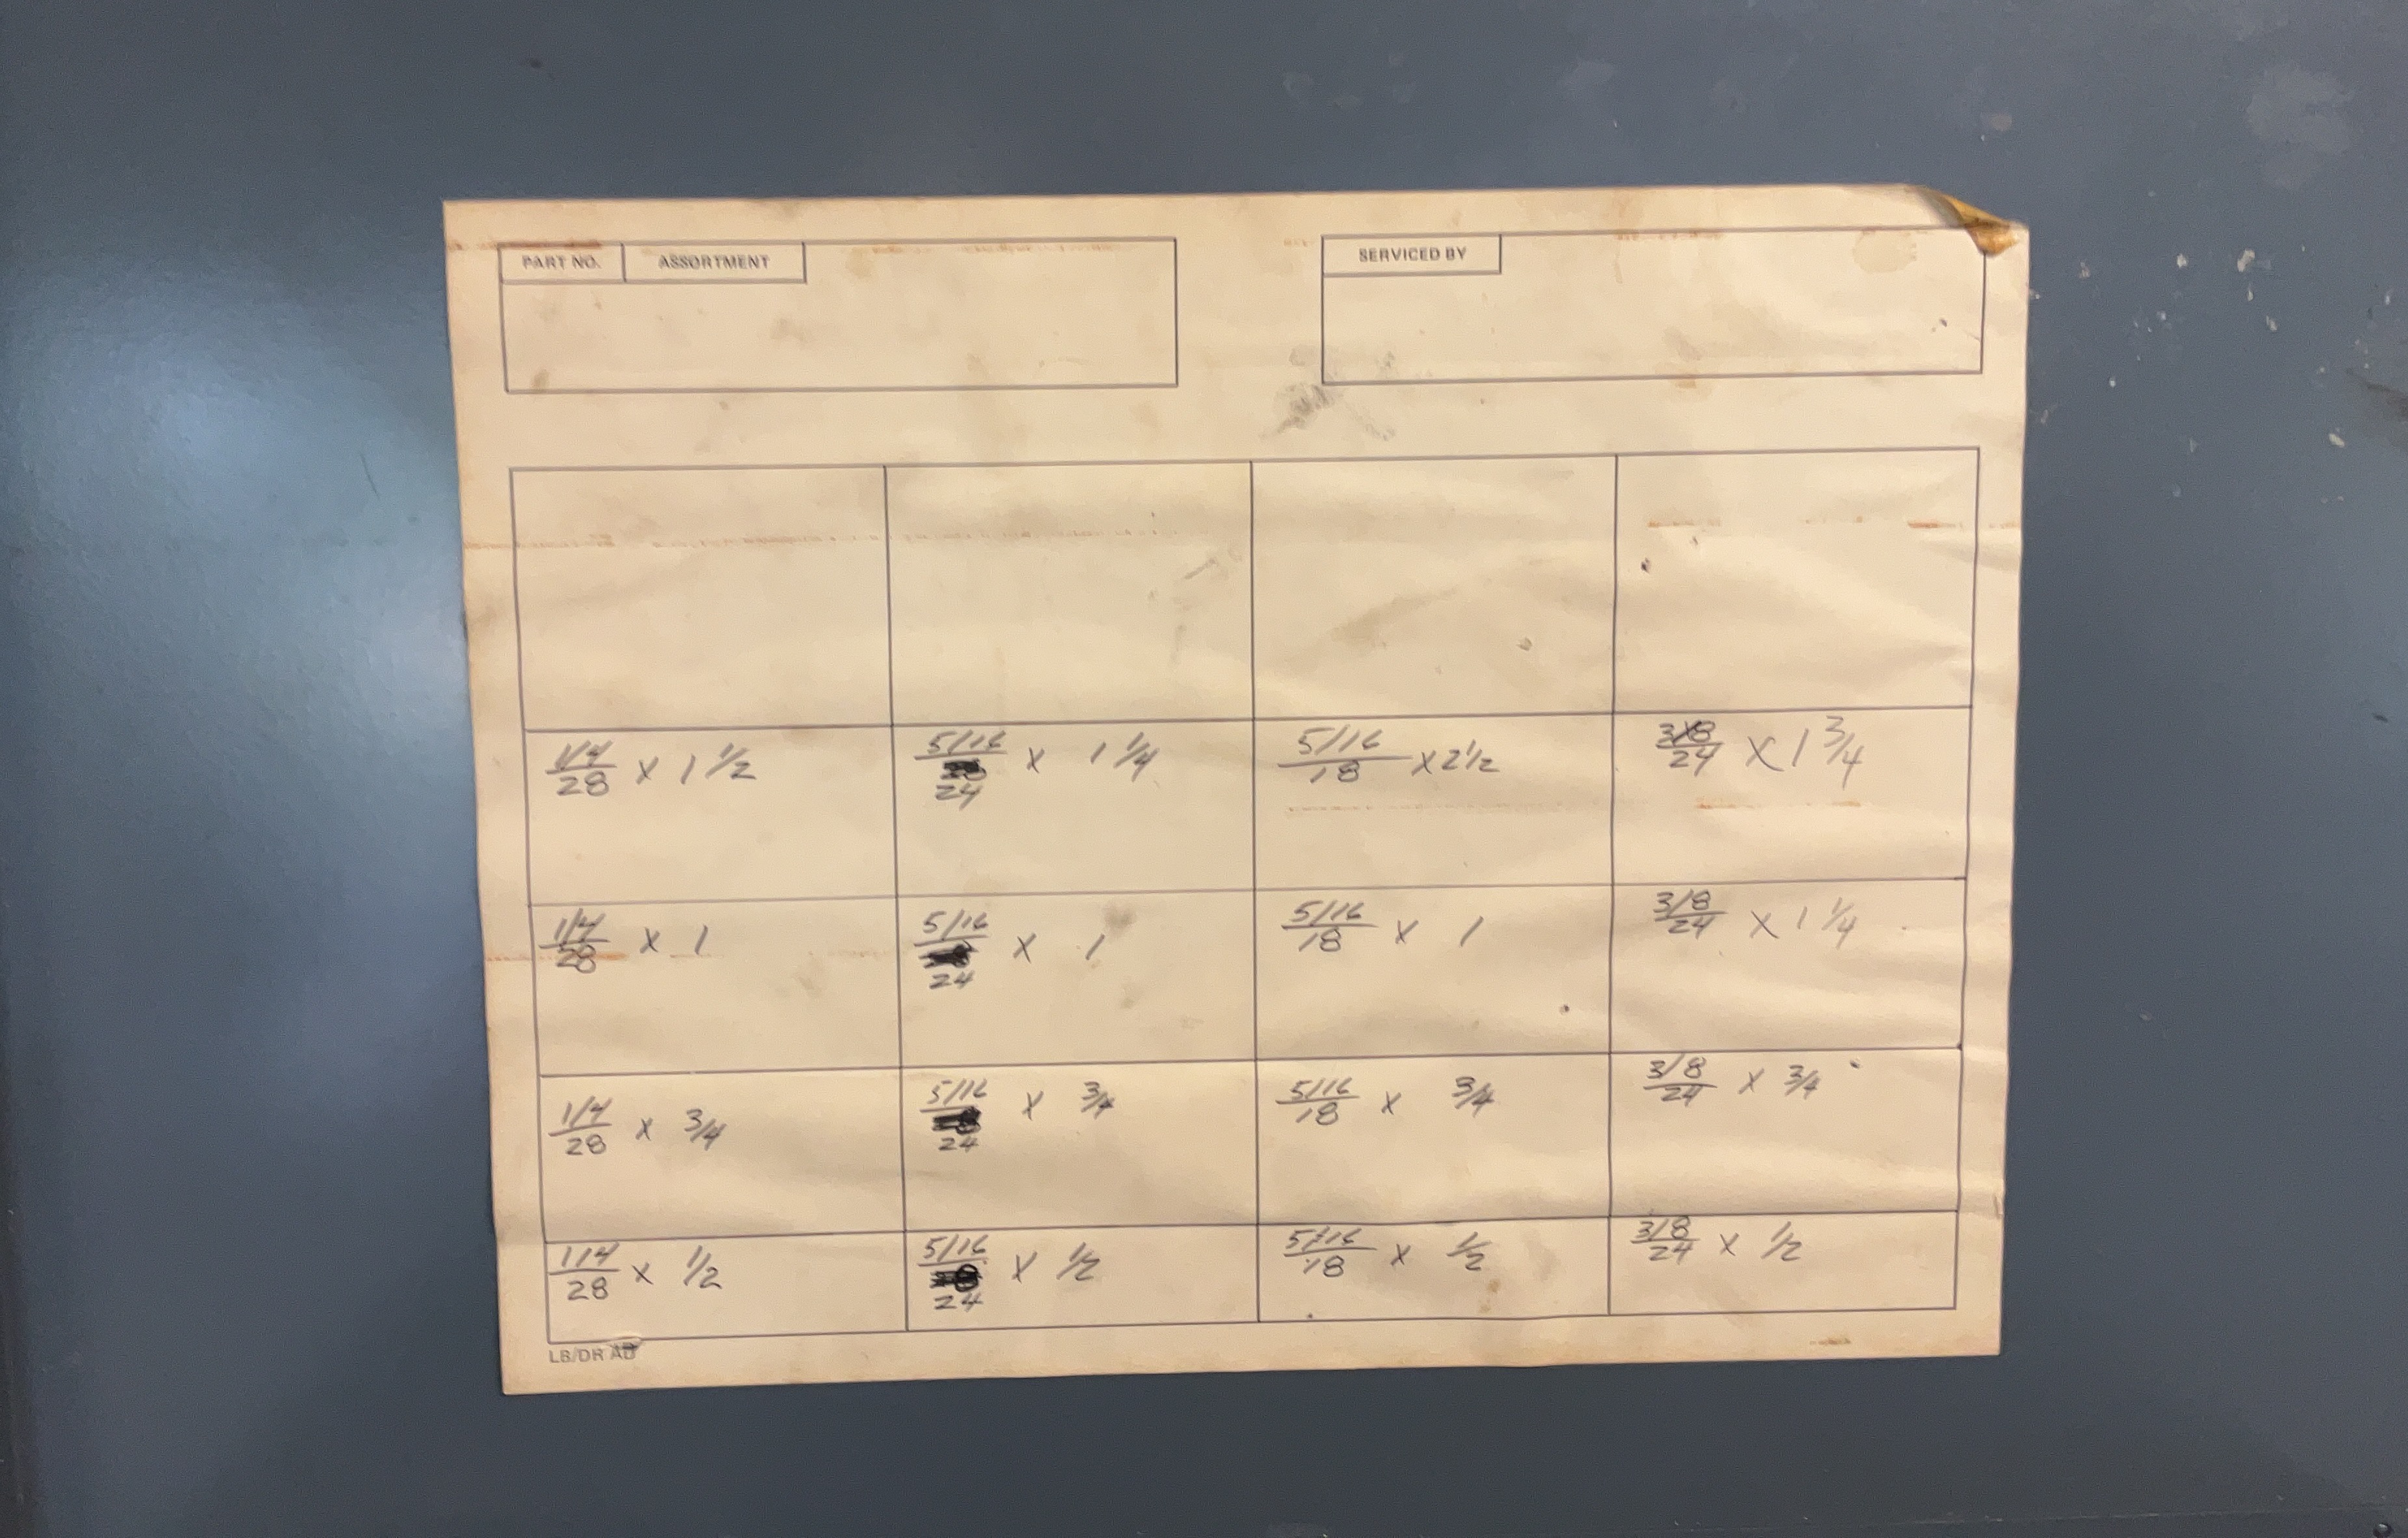 PART NO. ASSORTMENT SERVICED BY
1/4/28 x 1 1/2 5/16/24 x 1 1/4 5/16/18 x 2 1/2 3/8/24 x 1 3/4
1/4/28 x 1 5/16/24 x 1 5/16/18 x 1 3/8/24 x 1 1/4
1/4/28 x 3/4 5/16/24 x 3/4 5/16/18 x 3/4 3/8/24 x 3/4
1/4/28 x 1/2 5/16/24 x 1/2 5/16/18 x 1/2 3/8/24 x 1/2
LB/DR AD